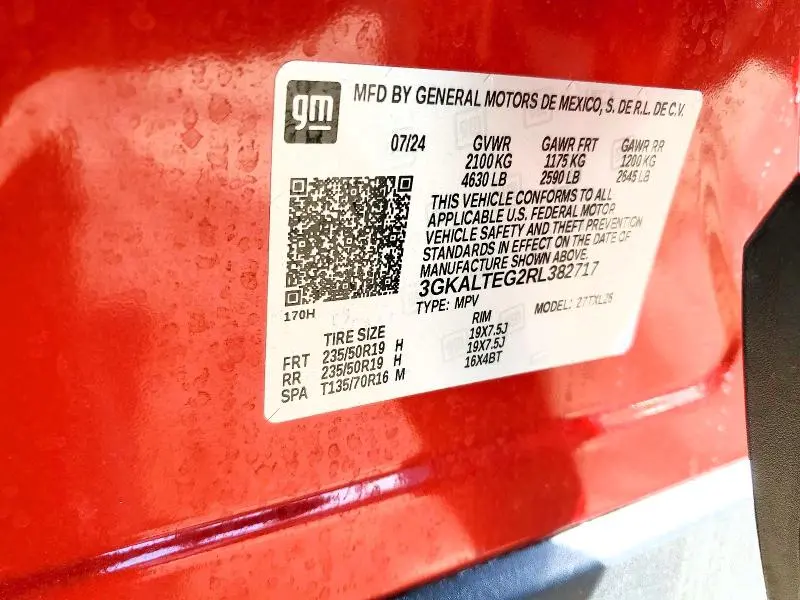 gm
MFD BY GENERAL MOTORS DE MEXICO, S. DE R.L. DE C.V.
07/24 GVWR GAWR FRT GAWR RR
2100 KG 1175 KG 1200 KG
4630 LB 2590 LB 2645 LB
THIS VEHICLE CONFORMS TO ALL
APPLICABLE U.S. FEDERAL MOTOR
VEHICLE SAFETY AND THEFT PREVENTION
STANDARDS IN EFFECT ON THE DATE OF
MANUFACTURE SHOWN ABOVE.
3GKALTEG2RL382717
170H TYPE: MPV MODEL:
TIRE SIZE RIM
FRT 235/50R19 H 19X7.5J
RR 235/50R19 H 19X7.5J
SPA T135/70R16 M 16X4BT